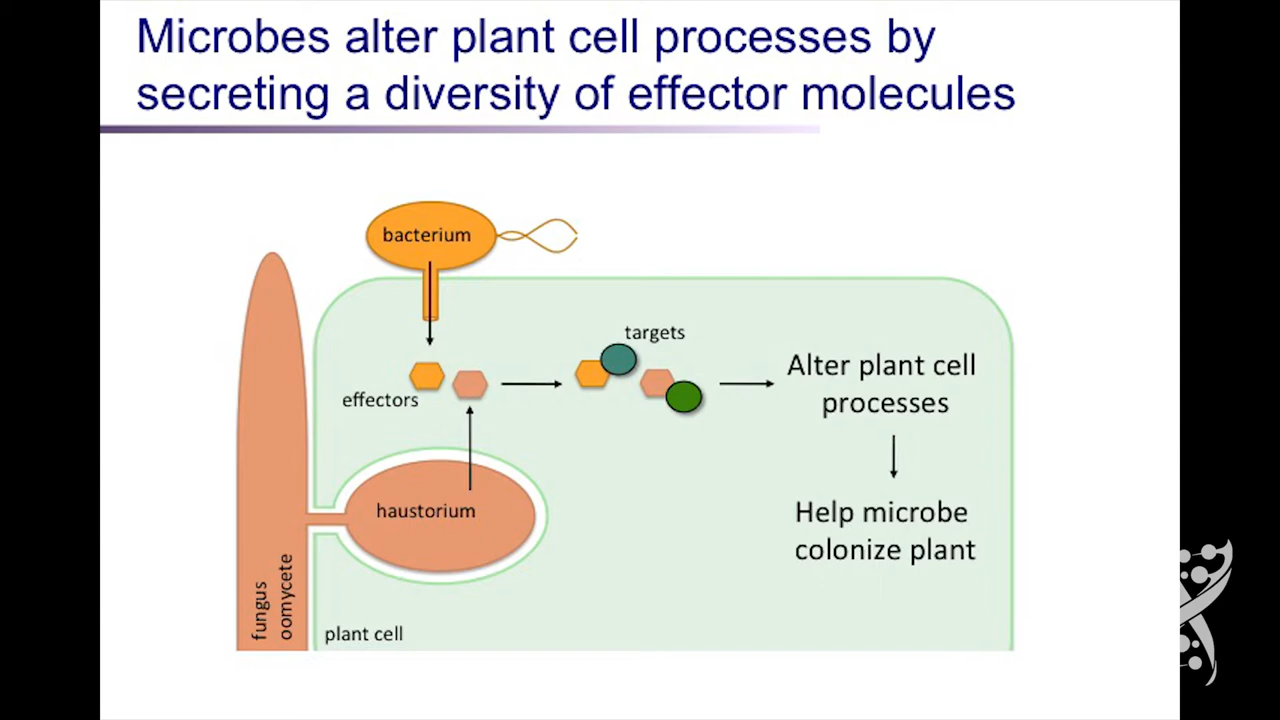 Microbes alter plant cell processes by
secreting a diversity of effector molecules
bacterium
targets
effectors
Alter plant cell
processes
haustorium
Help microbe
colonize plant
fungus
oomycete
plant cell